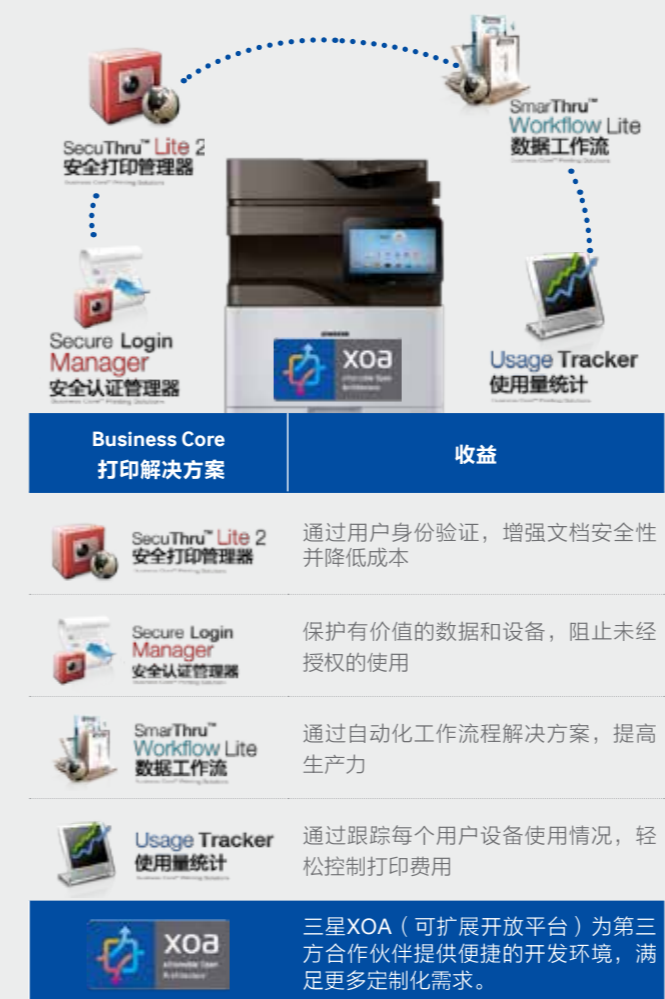 SecuThru™ Lite 2
安全打印管理器
SmarThru™
Workflow Lite
数据工作流
Secure Login
Manager
安全认证管理器
Usage Tracker
使用量统计
xoa
Business Core
打印解决方案
收益
SecuThru™ Lite 2
安全打印管理器
通过用户身份验证，增强文档安全性
并降低成本
Secure Login
Manager
安全认证管理器
保护有价值的数据和设备，阻止未经
授权的使用
SmarThru™
Workflow Lite
数据工作流
通过自动化工作流程解决方案，提高
生产力
Usage Tracker
使用量统计
通过跟踪每个用户设备使用情况，轻
松控制打印费用
xoa
三星XOA（可扩展开放平台）为第三
方合作伙伴提供便捷的开发环境，满
足更多定制化需求。